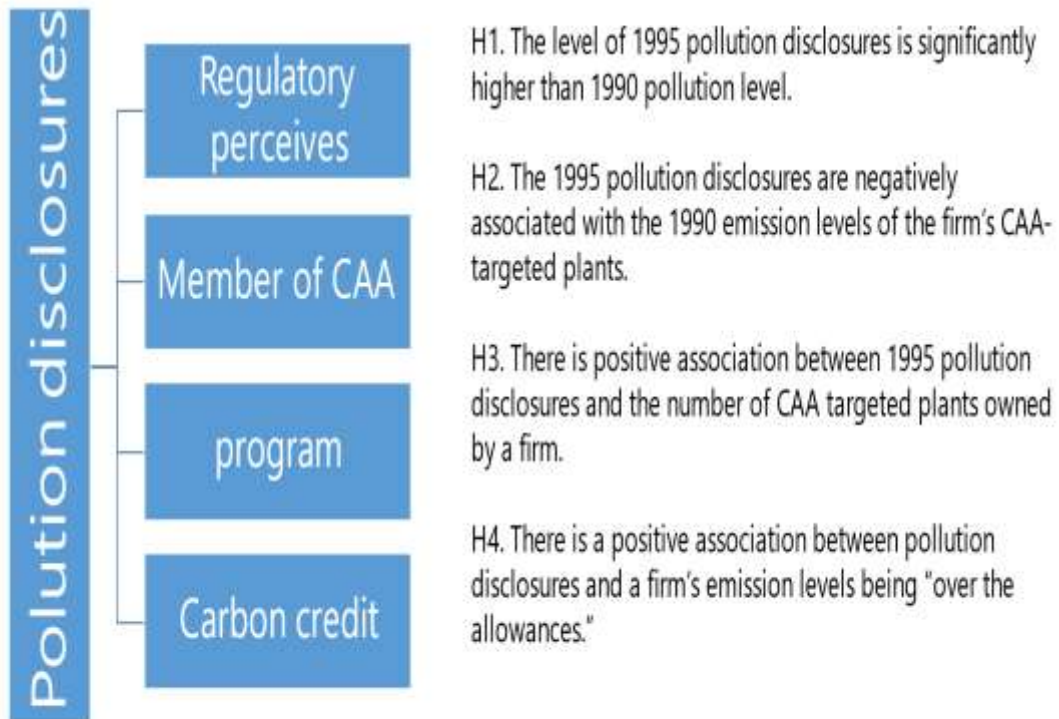 Polution disclosures
Regulatory
perceives
Member of CAA
program
Carbon credit
H1. The level of 1995 pollution disclosures is significantly
higher than 1990 pollution level.
H2. The 1995 pollution disclosures are negatively
associated with the 1990 emission levels of the firm's CAA-
targeted plants.
H3. There is positive association between 1995 pollution
disclosures and the number of CAA targeted plants owned
by a firm.
H4. There is a positive association between pollution
disclosures and a firm's emission levels being "over the
allowances."